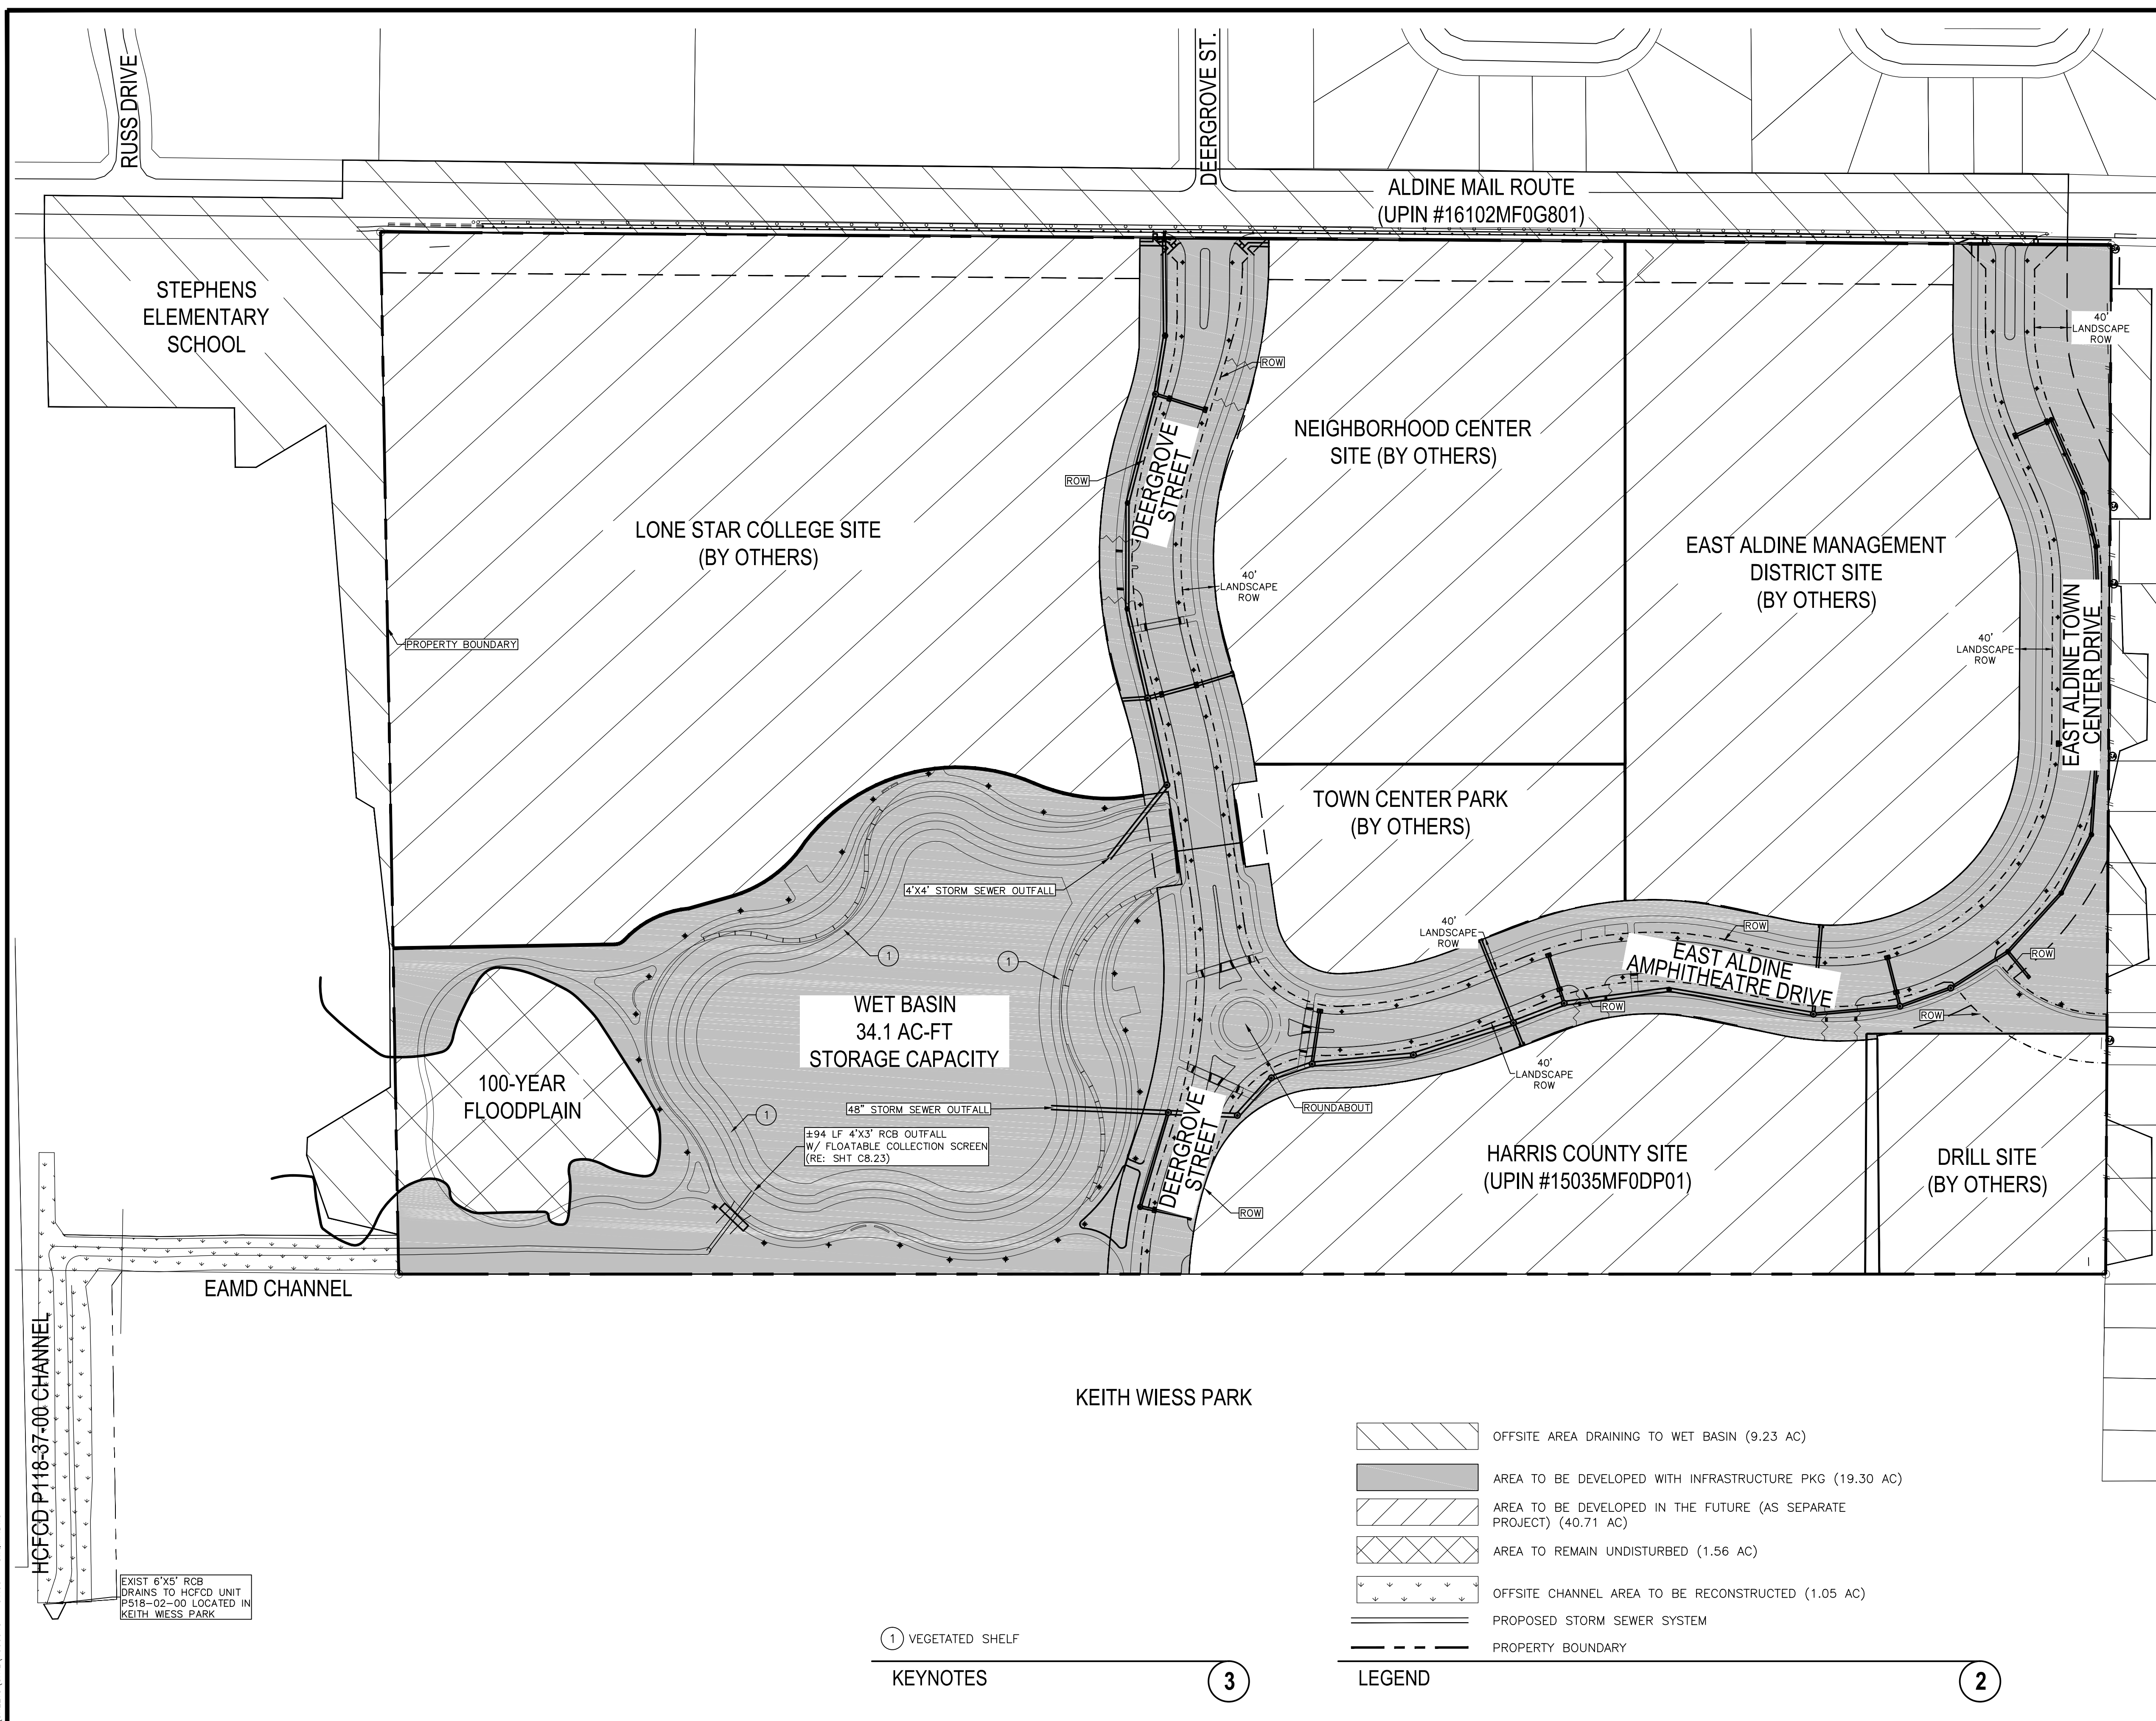 RUSS DRIVE
DEERGROVE ST.
ALDINE MAIL ROUTE
(UPIN #16102MF0G801)
STEPHENS
ELEMENTARY
SCHOOL
40'
LANDSCAPE
ROW
ROW
NEIGHBORHOOD CENTER
SITE (BY OTHERS)
DEERGROVE
STREET
ROW
LONE STAR COLLEGE SITE
(BY OTHERS)
EAST ALDINE MANAGEMENT
DISTRICT SITE
(BY OTHERS)
40'
LANDSCAPE
ROW
EAST ALDINE TOWN
CENTER DRIVE
40'
LANDSCAPE
ROW
PROPERTY BOUNDARY
TOWN CENTER PARK
(BY OTHERS)
4'X4' STORM SEWER OUTFALL
40'
LANDSCAPE
ROW
ROW
EAST ALDINE
AMPHITHEATRE DRIVE
ROW
1
1
WET BASIN
34.1 AC-FT
STORAGE CAPACITY
ROW
ROW
100-YEAR
FLOODPLAIN
1
48" STORM SEWER OUTFALL
40'
LANDSCAPE
ROW
ROUNDABOUT
±94 LF 4'X3' RCB OUTFALL
W/ FLOATABLE COLLECTION SCREEN
(RE: SHT C8.23)
DEERGROVE
STREET
HARRIS COUNTY SITE
(UPIN #15035MF0DP01)
DRILL SITE
(BY OTHERS)
ROW
EAMD CHANNEL
HCFCD P118-37-00 CHANNEL
KEITH WIESS PARK
OFFSITE AREA DRAINING TO WET BASIN (9.23 AC)
AREA TO BE DEVELOPED WITH INFRASTRUCTURE PKG (19.30 AC)
AREA TO BE DEVELOPED IN THE FUTURE (AS SEPARATE
PROJECT) (40.71 AC)
AREA TO REMAIN UNDISTURBED (1.56 AC)
OFFSITE CHANNEL AREA TO BE RECONSTRUCTED (1.05 AC)
PROPOSED STORM SEWER SYSTEM
PROPERTY BOUNDARY
EXIST 6'X5' RCB
DRAINS TO HCFCD UNIT
P518-02-00 LOCATED IN
KEITH WIESS PARK
1 VEGETATED SHELF
KEYNOTES
3
LEGEND
2